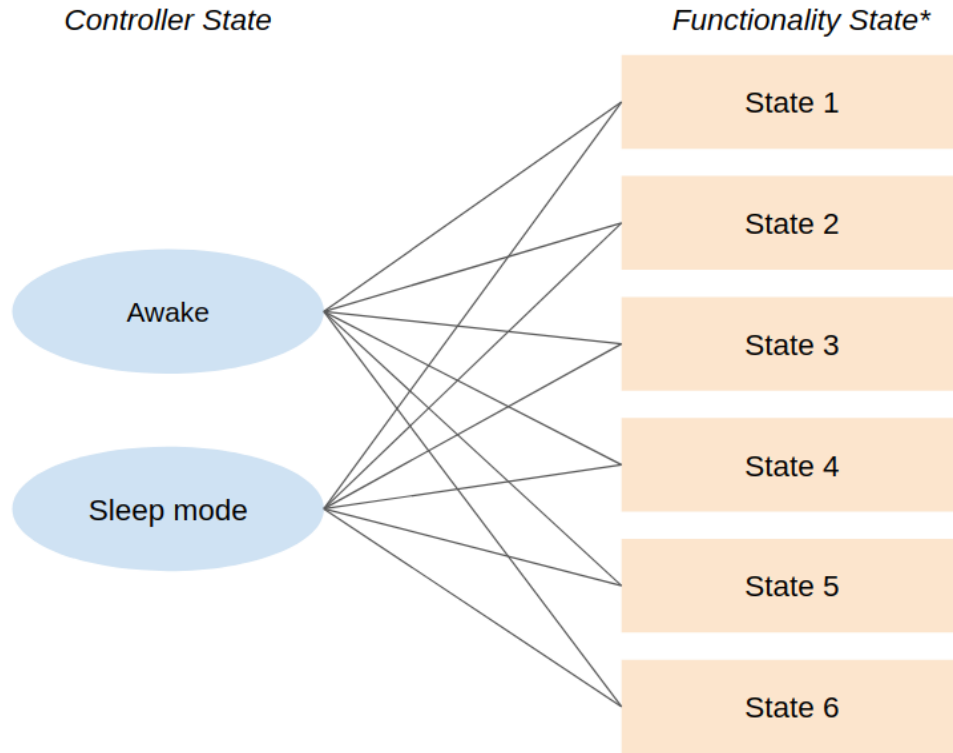 Controller State
Functionality State*
State 1
State 2
State 3
State 4
State 5
State 6
Awake
Sleep mode